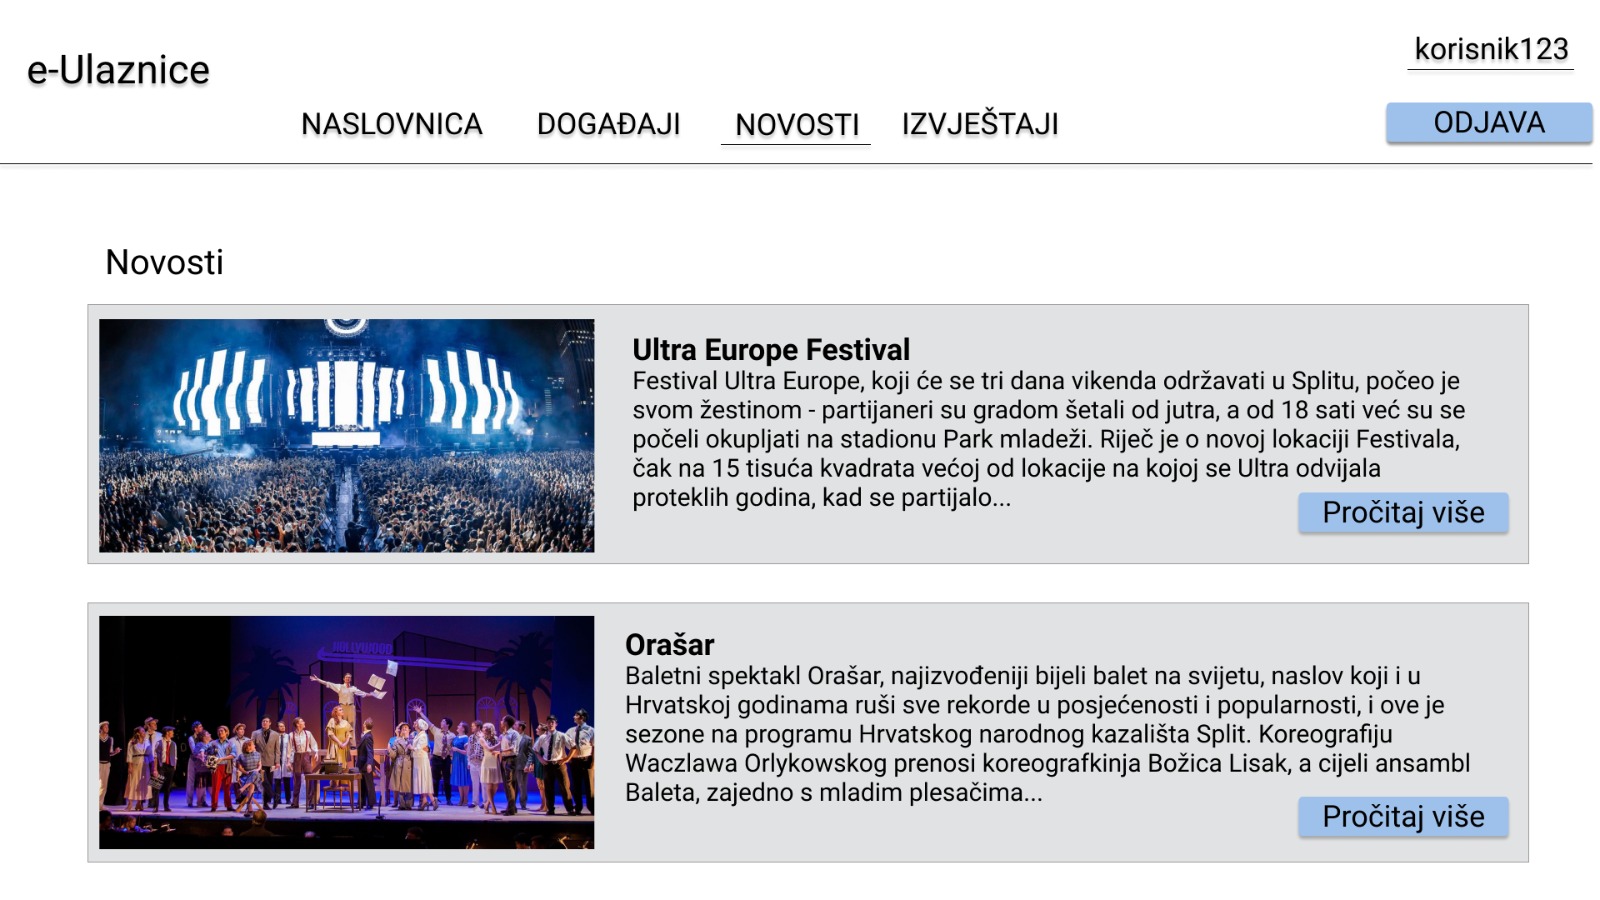 e-Ulaznice
korisnik123
NASLOVNICA DOGAĐAJI NOVOSTI IZVJEŠTAJI
ODJAVA
Novosti
Ultra Europe Festival
Festival Ultra Europe, koji će se tri dana vikenda održavati u Splitu, počeo je
svom žestinom - partijaneri su gradom šetali od jutra, a od 18 sati već su se
počeli okupljati na stadionu Park mladeži. Riječ je o novoj lokaciji Festivala,
čak na 15 tisuća kvadrata većoj od lokacije na kojoj se Ultra odvijala
proteklih godina, kad se partijalo...
Pročitaj više
HOLLYWOOD
Orašar
Baletni spektakl Orašar, najizvođeniji bijeli balet na svijetu, naslov koji i u
Hrvatskoj godinama ruši sve rekorde u posjećenosti i popularnosti, i ove je
sezone na programu Hrvatskog narodnog kazališta Split. Koreografiju
Waczlawa Orlykowskog prenosi koreografkinja Božica Lisak, a cijeli ansambl
Baleta, zajedno s mladim plesačima...
Pročitaj više